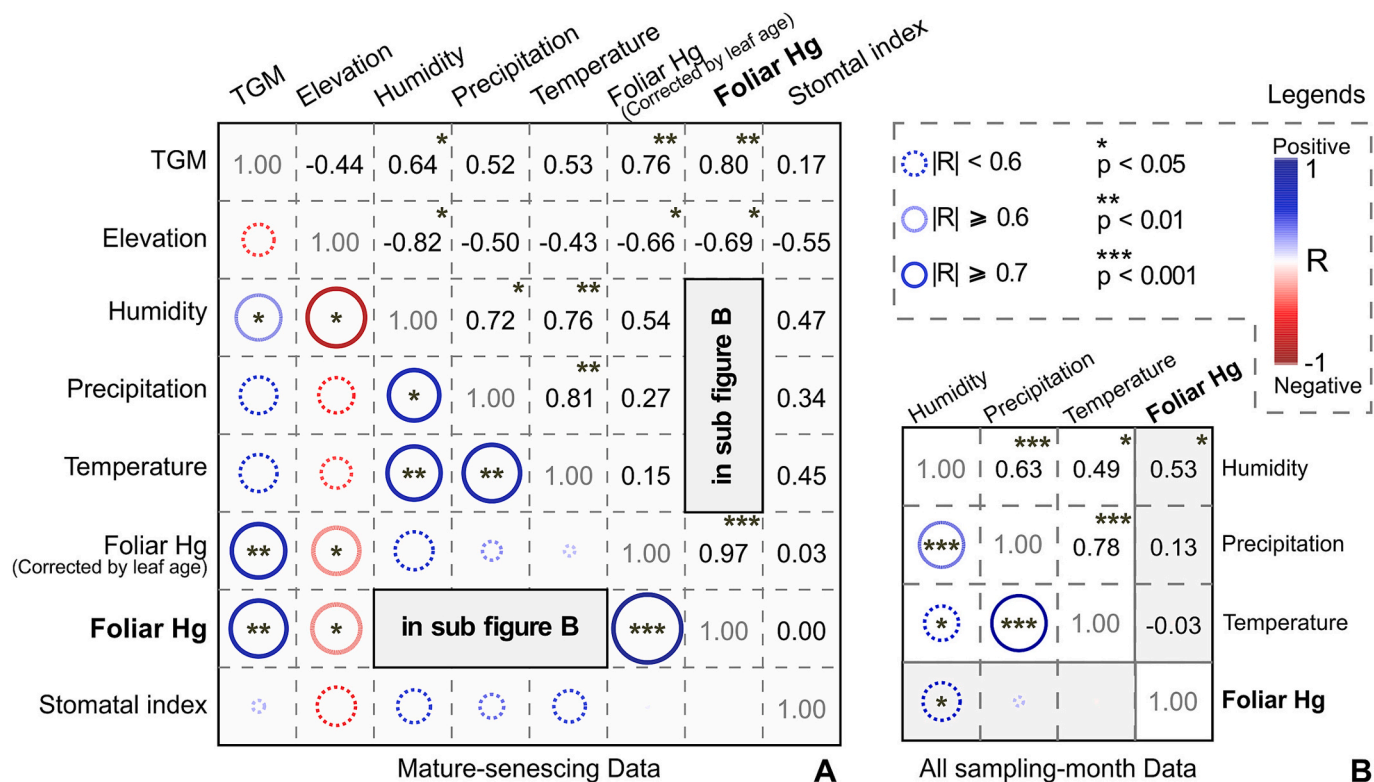 TGM Elevation Humidity Precipitation Temperature Foliar Hg (Corrected by leaf age) Foliar Hg Stomtal index
* ** **
TGM 1.00 -0.44 0.64 0.52 0.53 0.76 0.80 0.17
* * *
Elevation 1.00 -0.82 -0.50 -0.43 -0.66 -0.69 -0.55
* **
Humidity * * 1.00 0.72 0.76 0.54 0.47
**
Precipitation * 1.00 0.81 0.27 0.34
Temperature ** ** 1.00 0.15 0.45
in sub figure B
***
Foliar Hg ** * 1.00 0.97 0.03
(Corrected by leaf age)
Foliar Hg ** * in sub figure B *** 1.00 0.00
Stomatal index 1.00
Mature-senescing Data A
Legends
|R| < 0.6 * p < 0.05
|R| ⩾ 0.6 ** p < 0.01
|R| ⩾ 0.7 *** p < 0.001
Positive
1
R
-1
Negative
Humidity Precipitation Temperature Foliar Hg
*** * *
1.00 0.63 0.49 0.53 Humidity
***
*** 1.00 0.78 0.13 Precipitation
* *** 1.00 -0.03 Temperature
* 1.00 Foliar Hg
All sampling-month Data B